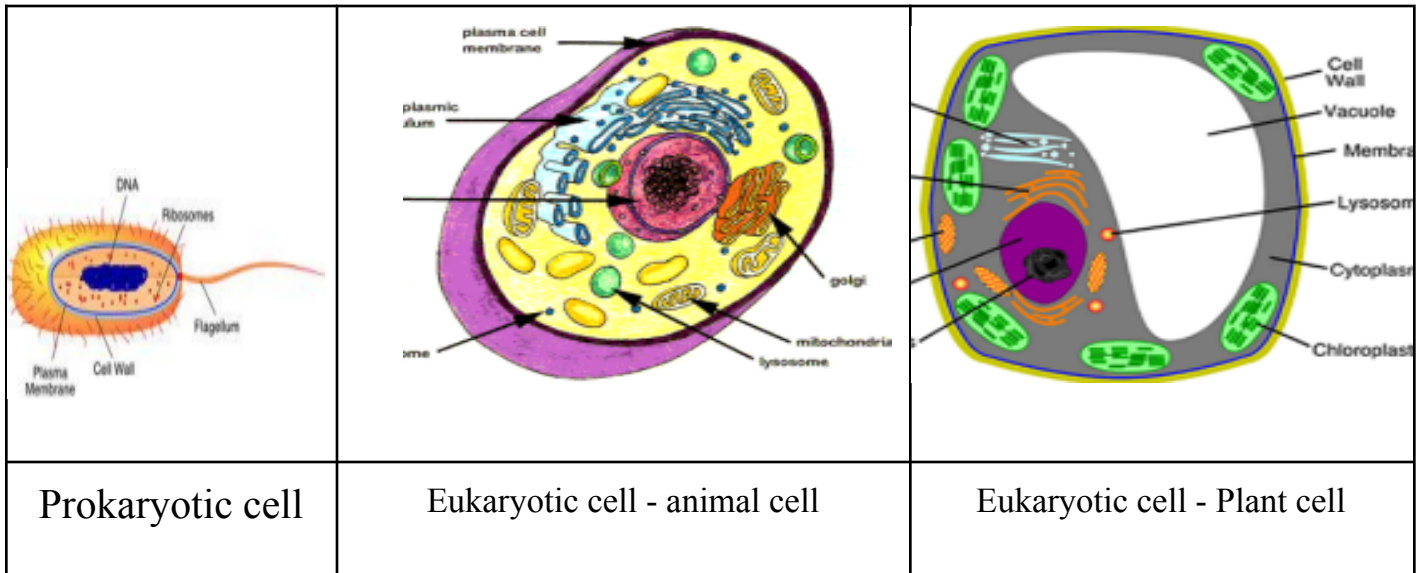 DNA
Ribosomes
Flagellum
Cell Wall
Plasma
Membrane
plasma cell
membrane
plasmic
ulum
golgi
mitochondria
lysosome
ome
Cell
Wall
Vacuole
Membra
Lysosom
Cytoplasm
Chloroplast
s
Prokaryotic cell
Eukaryotic cell - animal cell
Eukaryotic cell - Plant cell